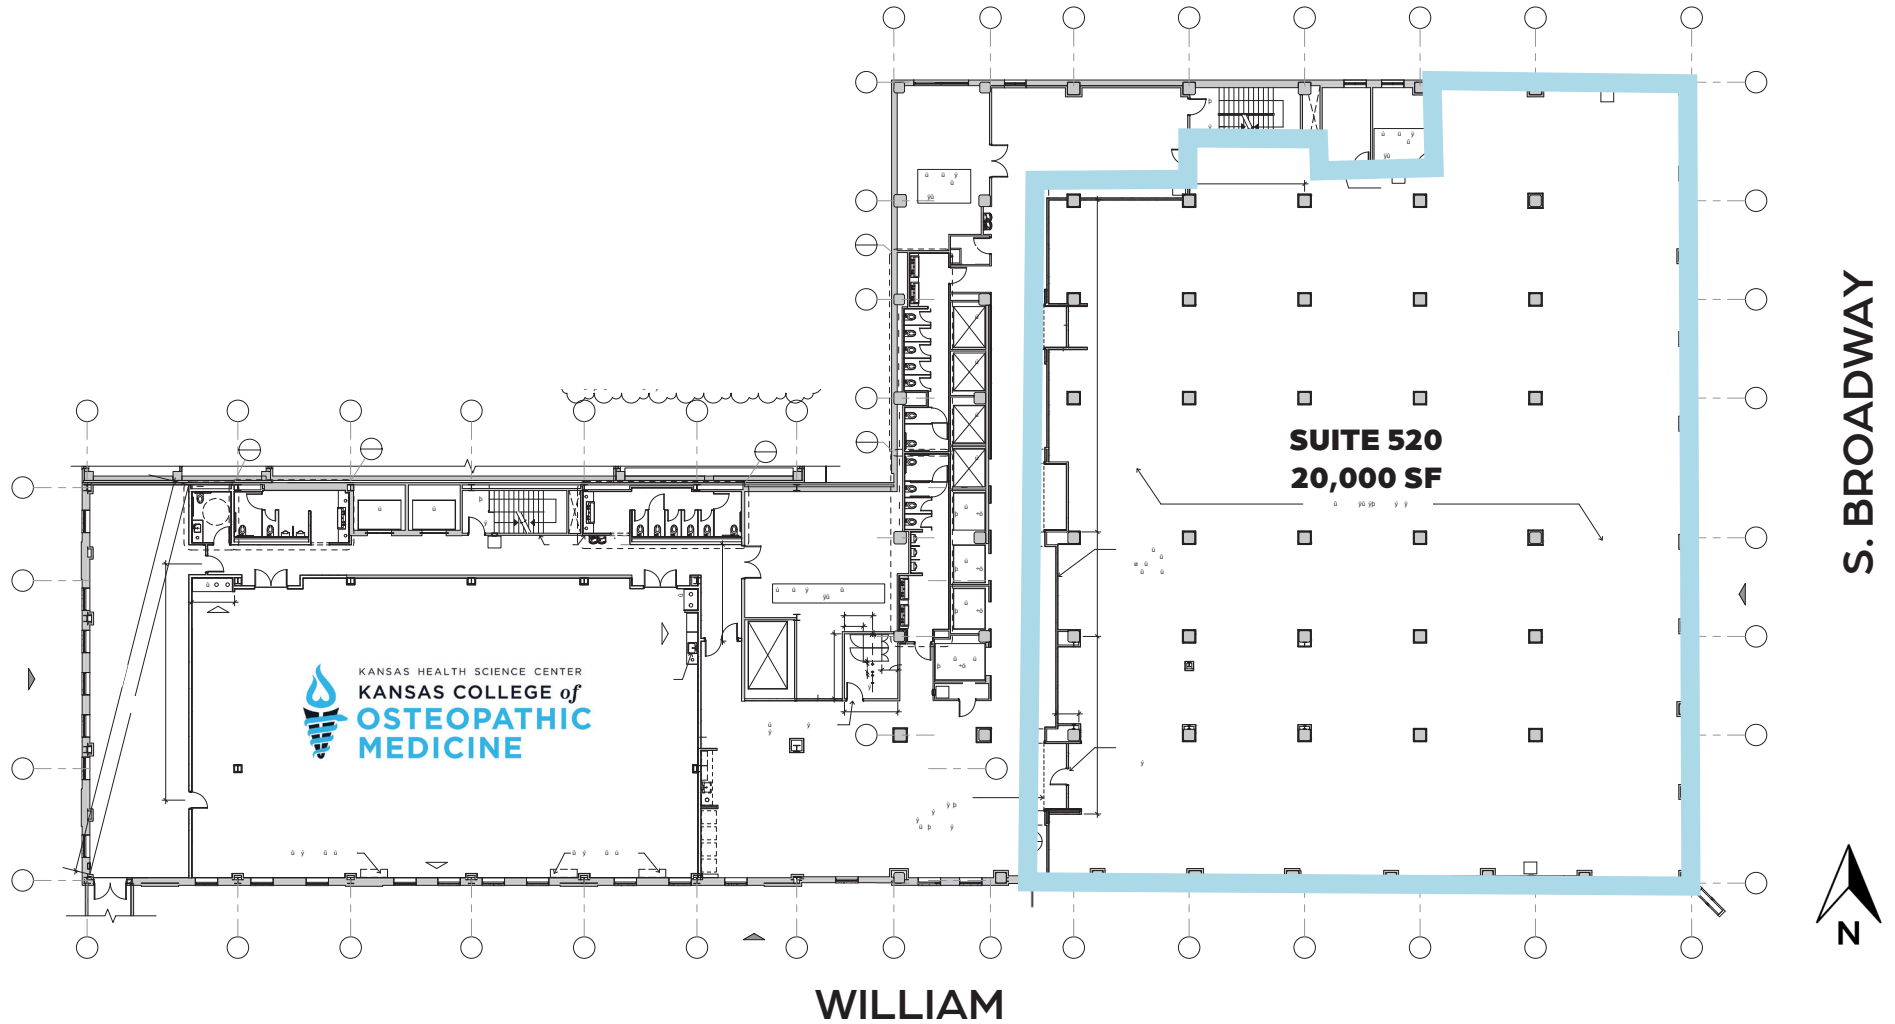 SUITE 520
20,000 SF
S. BROADWAY
KANSAS HEALTH SCIENCE CENTER
KANSAS COLLEGE of
OSTEOPATHIC
MEDICINE
N
WILLIAM